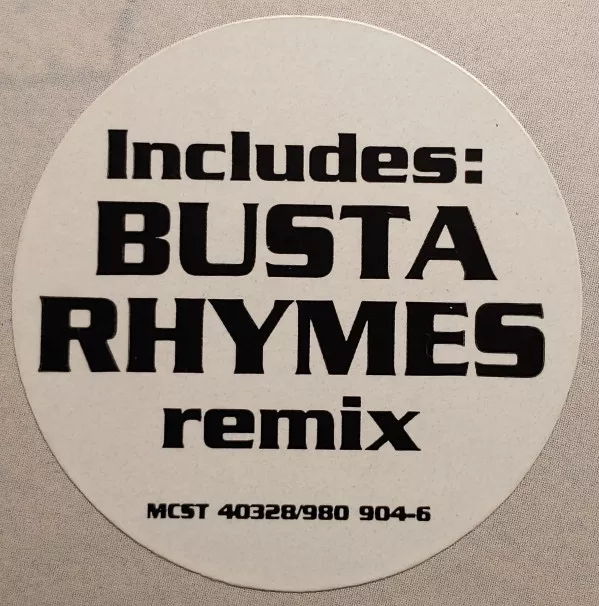 Includes:
BUSTA
RHYMES
remix
MCST 40328/980 904-6